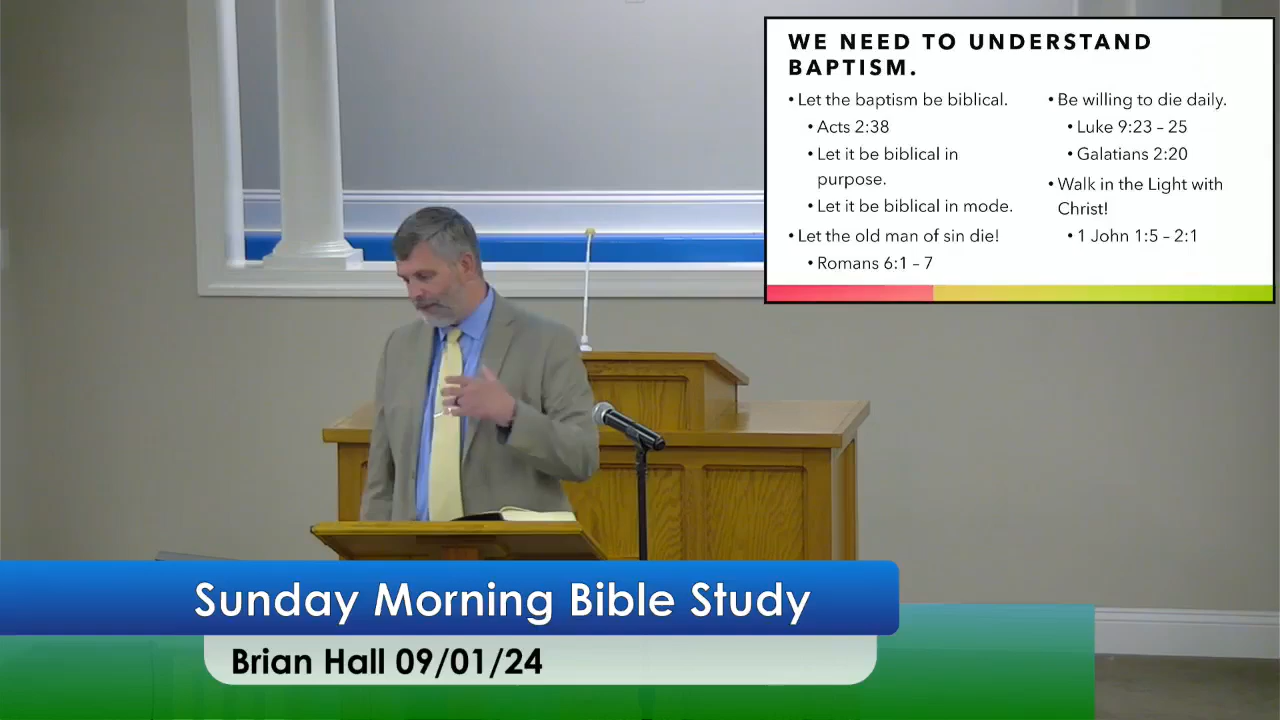 WE NEED TO UNDERSTAND
BAPTISM.
• Let the baptism be biblical.
• Acts 2:38
• Let it be biblical in
purpose.
• Let it be biblical in mode.
• Let the old man of sin die!
• Romans 6:1 – 7
• Be willing to die daily.
• Luke 9:23 – 25
• Galatians 2:20
• Walk in the Light with
Christ!
• 1 John 1:5 – 2:1
Sunday Morning Bible Study
Brian Hall 09/01/24